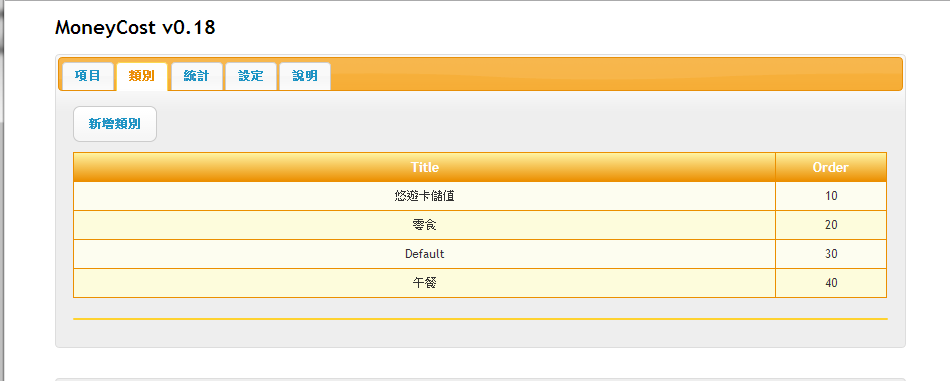 MoneyCost v0.18
項目 類別 統計 設定 說明
新增類別
Title Order
悠遊卡儲值 10
零食 20
Default 30
午餐 40